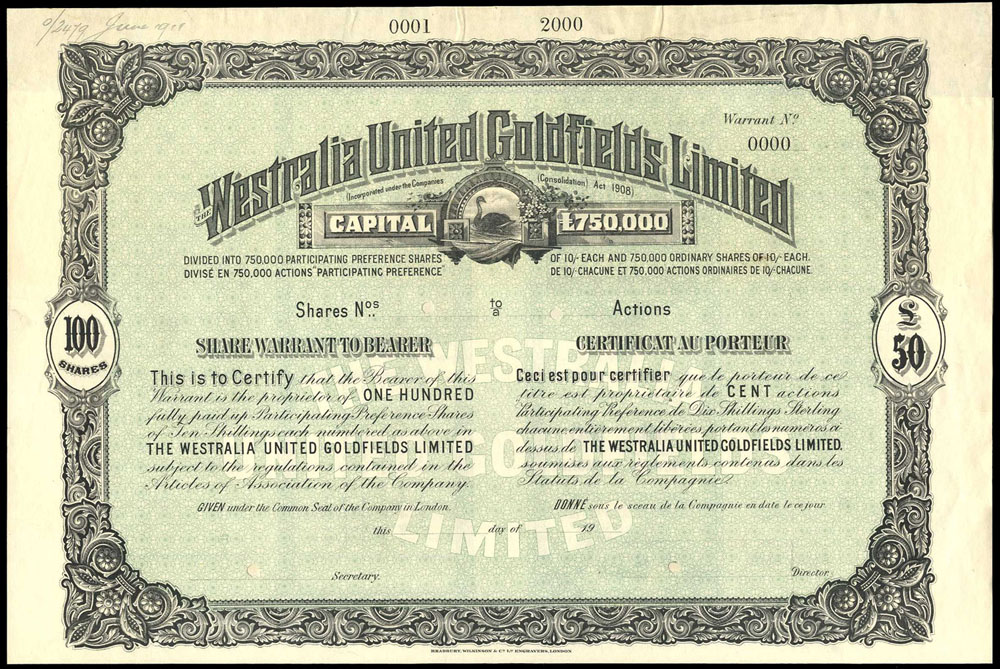 0/2479 June
0001 2000
Warrant Nº
0000
THE Westralia United Goldfields Limited
(Incorporated under the Companies (Consolidation) Act 1908)
CAPITAL £750,000
DIVIDED INTO 750,000 PARTICIPATING PREFERENCE SHARES OF 10/- EACH AND 750,000 ORDINARY SHARES OF 10/- EACH.
DIVISÉ EN 750,000 ACTIONS "PARTICIPATING PREFERENCE" DE 10/- CHACUNE ET 750,000 ACTIONS ORDINAIRES DE 10/- CHACUNE.
Shares Nos.. to Actions
a
100
SHARES
SHARE WARRANT TO BEARER
This is to Certify that the Bearer of this
Warrant is the proprietor of ONE HUNDRED
fully paid up Participating Preference Shares
of Ten Shillings each numbered as above in
THE WESTRALIA UNITED GOLDFIELDS LIMITED
subject to the regulations contained in the
Articles of Association of the Company.
GIVEN under the Common Seal of the Company in London.
CERTIFICAT AU PORTEUR
Ceci est pour certifier que le porteur de ce
titre est propriétaire de CENT actions
Participating Preference de Dix Shillings Sterling
chacune entièrement libérées, portant les numéros ci-
dessus de THE WESTRALIA UNITED GOLDFIELDS LIMITED.
soumises aux règlements contenus dans les
Statuts de la Compagnie.
DONNÉ sous le sceau de la Compagnie en date le ce jour
£
50
this day of 19
Secretary.
Director.
THE WESTRALIA
GOLDFIELDS
LIMITED
BRADBURY, WILKINSON & Cº Lº ENGRAVERS, LONDON